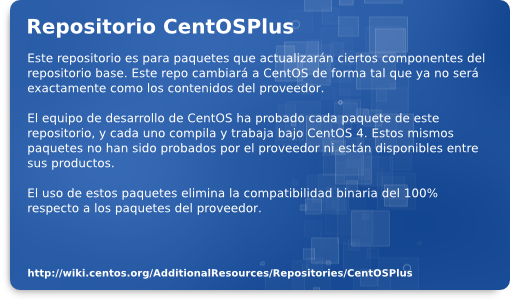 Repositorio CentOSPlus
Este repositorio es para paquetes que actualizarán ciertos componentes del
repositorio base. Este repo cambiará a CentOS de forma tal que ya no será
exactamente como los contenidos del proveedor.
El equipo de desarrollo de CentOS ha probado cada paquete de este
repositorio, y cada uno compila y trabaja bajo CentOS 4. Estos mismos
paquetes no han sido probados por el proveedor ni están disponibles entre
sus productos.
El uso de estos paquetes elimina la compatibilidad binaria del 100%
respecto a los paquetes del proveedor.
http://wiki.centos.org/AdditionalResources/Repositories/CentOSPlus